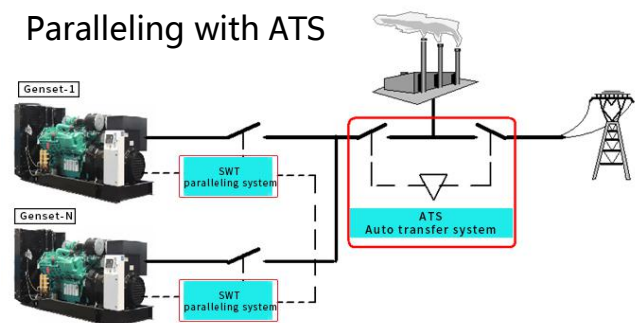 Paralleling with ATS
Genset-1
SWT
paralleling system
ATS
Auto transfer system
Genset-N
SWT
paralleling system